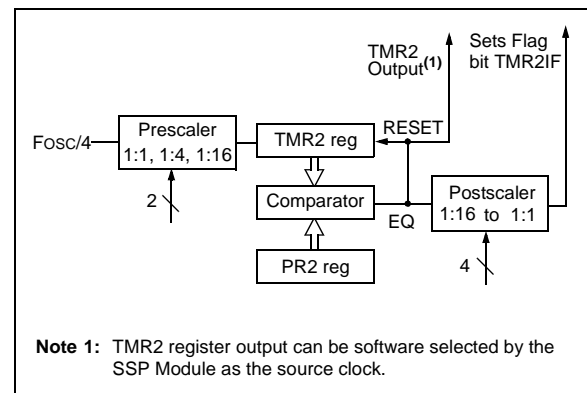 TMR2
Output(1)
Sets Flag
bit TMR2IF
RESET
FOSC/4
Prescaler
1:1, 1:4, 1:16
TMR2 reg
2
Comparator
EQ
Postscaler
1:16 to 1:1
PR2 reg
4
Note 1: TMR2 register output can be software selected by the
SSP Module as the source clock.